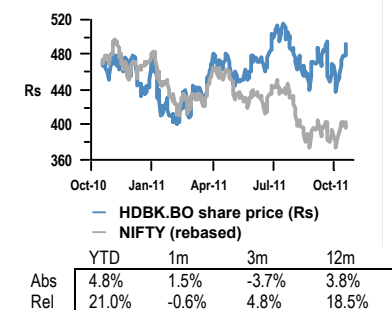 520
480
440
400
360
Rs
Oct-10 Jan-11 Apr-11 Jul-11 Oct-11
HDBK.BO share price (Rs)
NIFTY (rebased)
YTD 1m 3m 12m
Abs 4.8% 1.5% -3.7% 3.8%
Rel 21.0% -0.6% 4.8% 18.5%